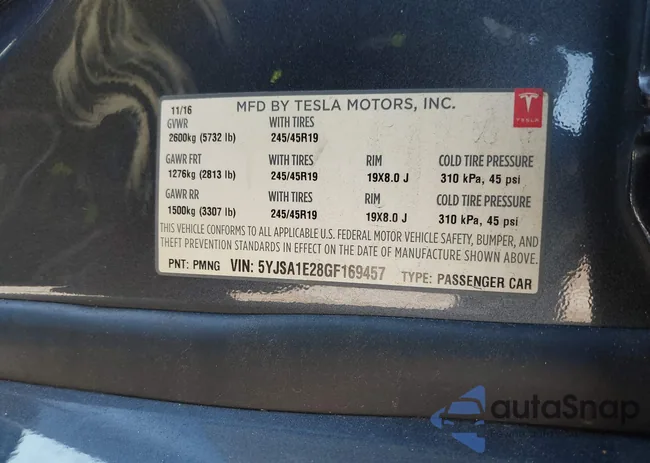 11/16 MFD BY TESLA MOTORS, INC.
TESLA
GVWR WITH TIRES
2600kg (5732 lb) 245/45R19
GAWR FRT WITH TIRES RIM COLD TIRE PRESSURE
1276kg (2813 lb) 245/45R19 19X8.0 J 310 kPa, 45 psi
GAWR RR WITH TIRES RIM COLD TIRE PRESSURE
1500kg (3307 lb) 245/45R19 19X8.0 J 310 kPa, 45 psi
THIS VEHICLE CONFORMS TO ALL APPLICABLE U.S. FEDERAL MOTOR VEHICLE SAFETY, BUMPER, AND
THEFT PREVENTION STANDARDS IN EFFECT ON THE DATE OF MANUFACTURE SHOWN ABOVE.
PNT: PMNG VIN: 5YJSA1E28GF169457 TYPE: PASSENGER CAR
autaSnap